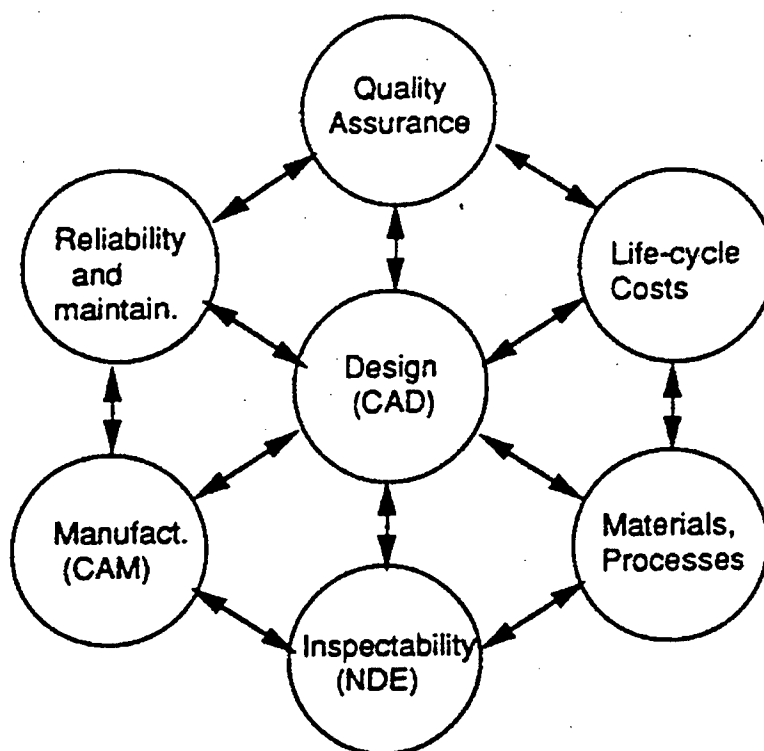 Quality
Assurance
Reliability
and
maintain.
Life-cycle
Costs
Design
(CAD)
Manufact.
(CAM)
Materials,
Processes
Inspectability
(NDE)